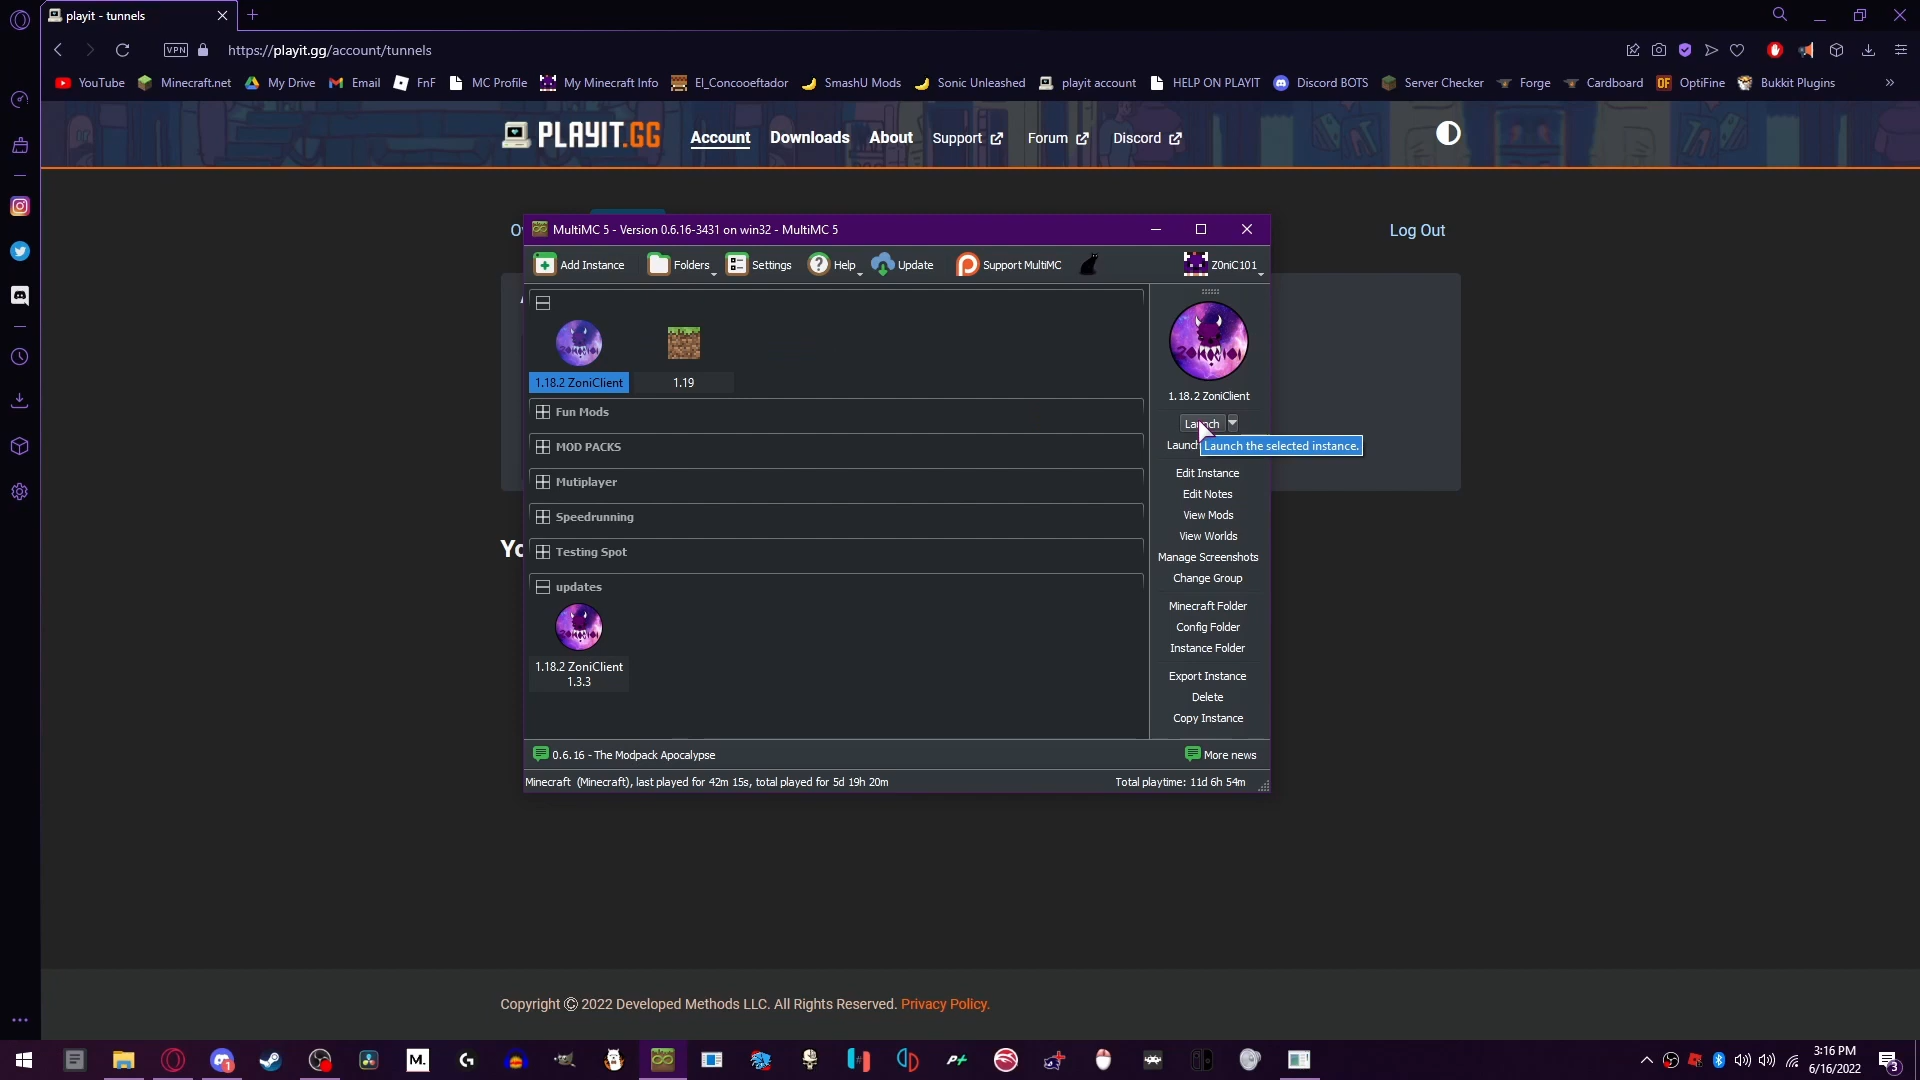 playit - tunnels
VPN
https://playit.gg/account/tunnels
YouTube Minecraft.net My Drive Email FnF MC Profile My Minecraft Info El_Concooeftador SmashU Mods Sonic Unleashed playit account HELP ON PLAYIT Discord BOTS Server Checker Forge Cardboard OptiFine Bukkit Plugins
PLAYIT.GG Account Downloads About Support Forum Discord
Log Out
MultiMC 5 - Version 0.6.16-3431 on win32 - MultiMC 5
Add Instance Folders Settings Help Update Support MultiMC Z0niC101
1.18.2 ZoniClient
1.19
1.18.2 ZoniClient
Launch
Launch
Launch the selected instance.
Fun Mods
MOD PACKS
Mutiplayer
Speedrunning
Testing Spot
updates
1.18.2 ZoniClient
1.3.3
Edit Instance
Edit Notes
View Mods
View Worlds
Manage Screenshots
Change Group
Minecraft Folder
Config Folder
Instance Folder
Export Instance
Delete
Copy Instance
0.6.16 - The Modpack Apocalypse
More news
Minecraft (Minecraft), last played for 42m 15s, total played for 5d 19h 20m
Total playtime: 11d 6h 54m
Yo
Copyright © 2022 Developed Methods LLC. All Rights Reserved. Privacy Policy.
3:16 PM
6/16/2022